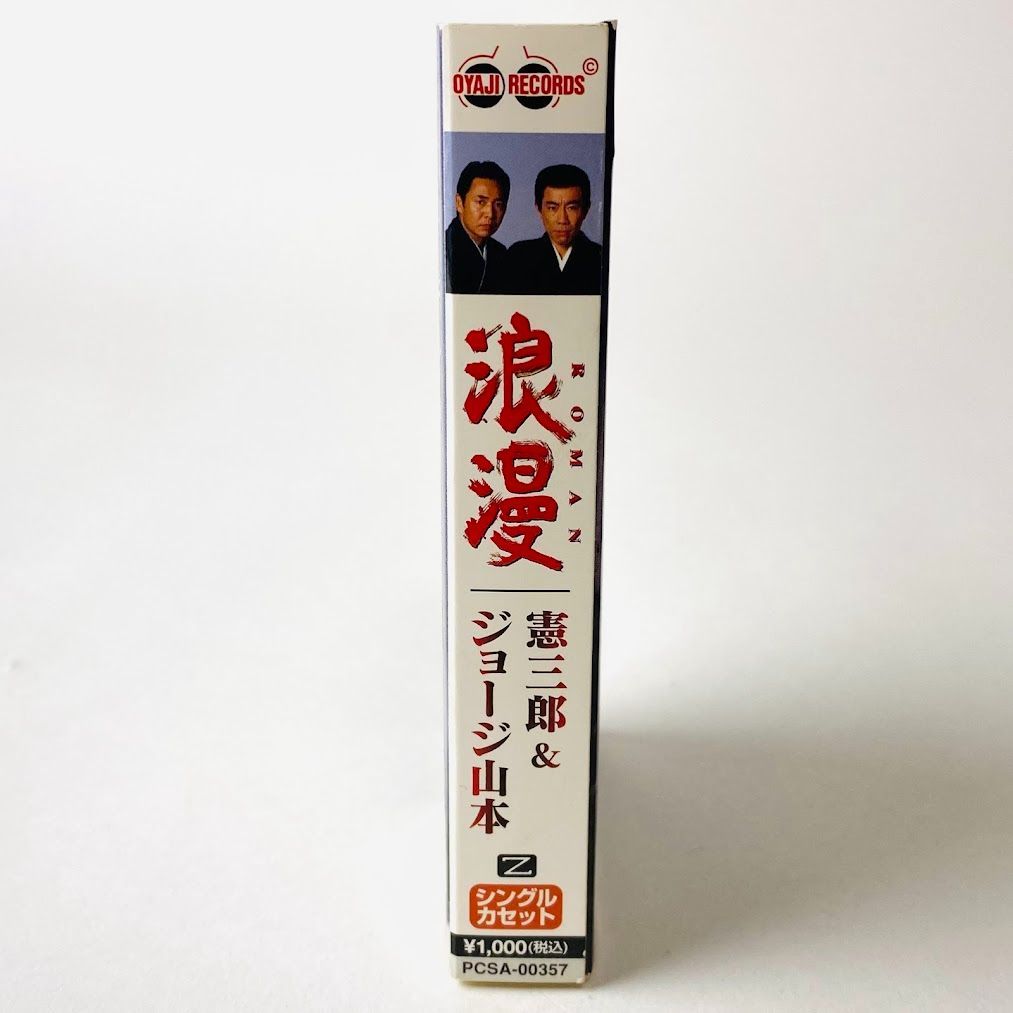 OYAJI RECORDS ©
浪漫
ROMAN
憲三郎 &
ジョージ山本
Z
シングル
カセット
¥1,000(税込)
PCSA-00357